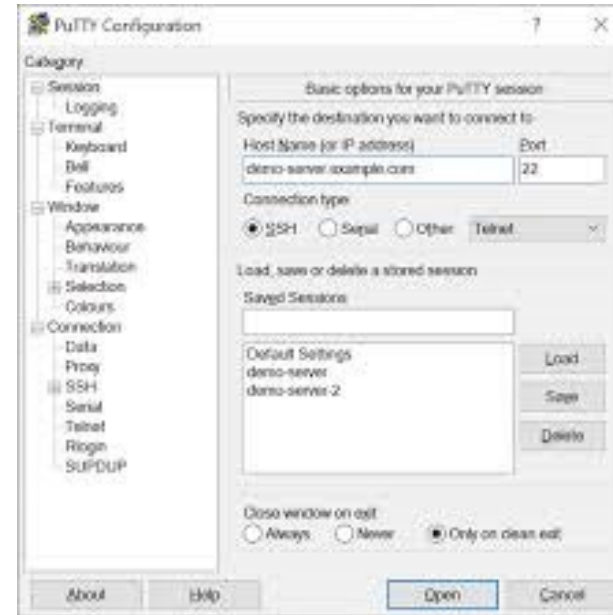 PuTTY Configuration ? ×
Category:
Session
Logging
Terminal
Keyboard
Bell
Features
Window
Appearance
Behaviour
Translation
Selection
Colours
Connection
Data
Proxy
SSH
Serial
Telnet
Rlogin
SUPDUP
Basic options for your PuTTY session
Specify the destination you want to connect to
Host Name (or IP address) Port
demo-server.example.com 22
Connection type:
SSH Serial Other Telnet
Load, save or delete a stored session
Saved Sessions
Default Settings
demo-server
demo-server-2
Load
Save
Delete
Close window on exit:
Always Never Only on clean exit
About Help Open Cancel